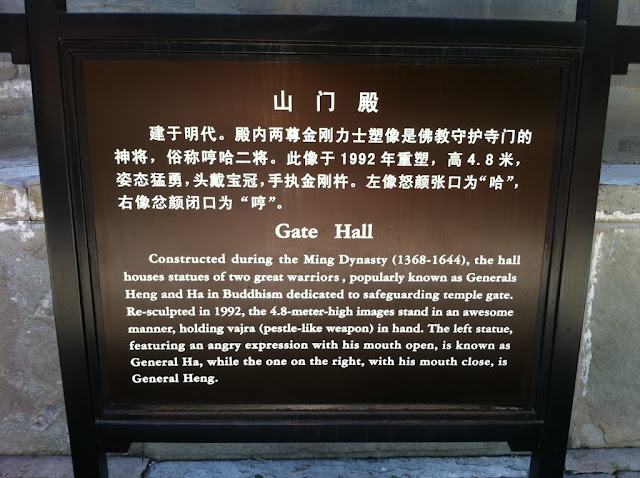 山门殿
建于明代。殿内两尊金刚力士塑像是佛教守护寺门的
神将，俗称哼哈二将。此像于1992年重塑，高4.8米，
姿态猛勇，头戴宝冠，手执金刚杵。左像怒颜张口为“哈”，
右像忿颜闭口为“哼”。
Gate Hall
Constructed during the Ming Dynasty (1368-1644), the hall
houses statues of two great warriors , popularly known as Generals
Heng and Ha in Buddhism dedicated to safeguarding temple gate.
Re-sculpted in 1992, the 4.8-meter-high images stand in an awesome
manner, holding vajra (pestle-like weapon) in hand. The left statue,
featuring an angry expression with his mouth open, is known as
General Ha, while the one on the right, with his mouth close, is
General Heng.